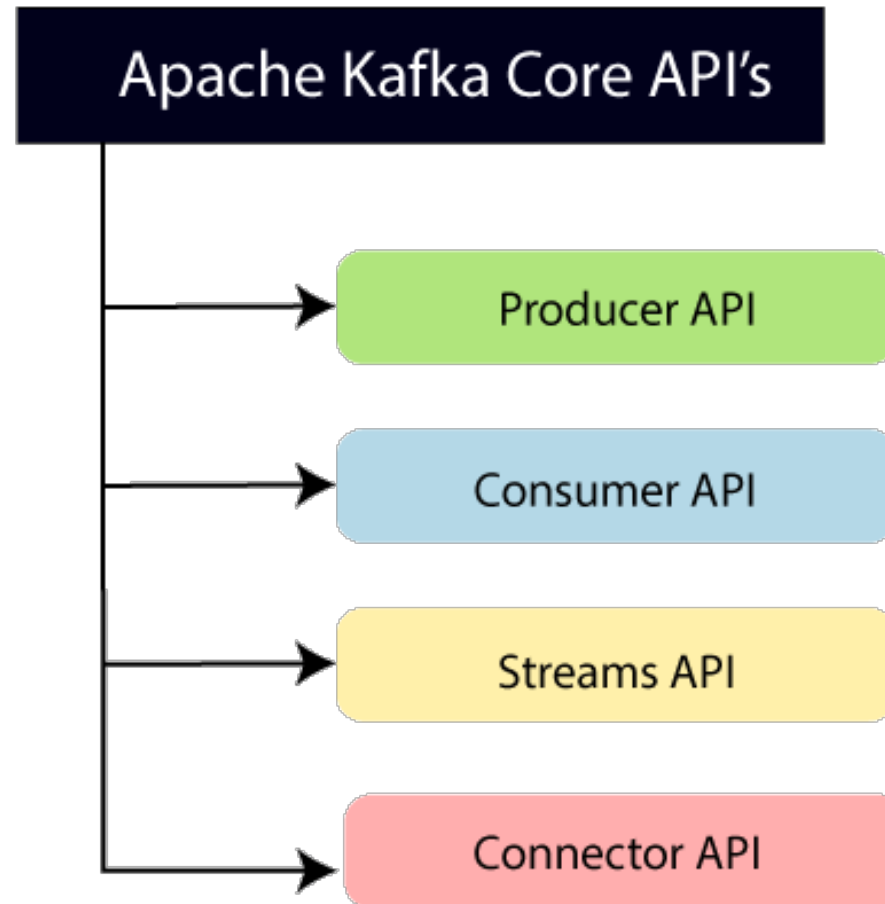 Apache Kafka Core API’s
Producer API
Consumer API
Streams API
Connector API